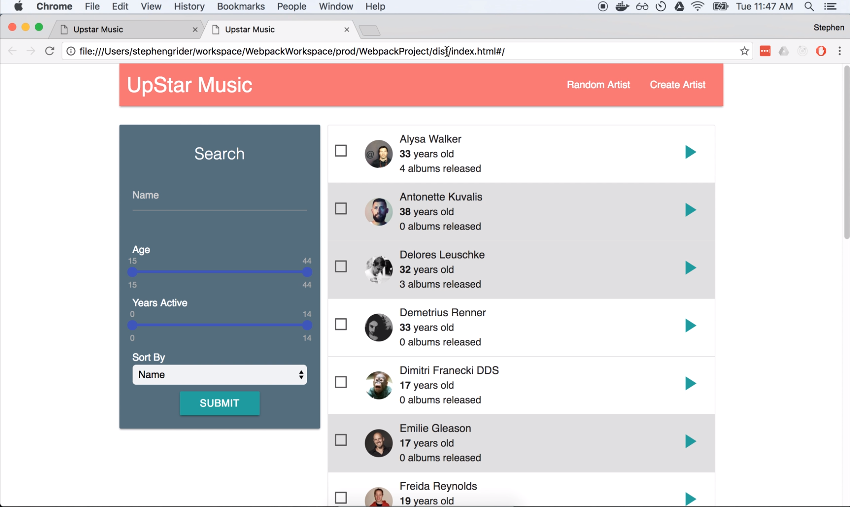 Chrome File Edit View History Bookmarks People Window Help Tue 11:47 AM
Upstar Music Upstar Music Stephen
file:///Users/stephengrider/workspace/WebpackWorkspace/prod/WebpackProject/dist/index.html#/
UpStar Music Random Artist Create Artist
Search
Name
Age
15 44
15 44
Years Active
0 14
0 14
Sort By
Name
SUBMIT
Alysa Walker
33 years old
4 albums released
Antonette Kuvalis
38 years old
0 albums released
Delores Leuschke
32 years old
3 albums released
Demetrius Renner
33 years old
0 albums released
Dimitri Franecki DDS
17 years old
0 albums released
Emilie Gleason
17 years old
0 albums released
Freida Reynolds
19 years old